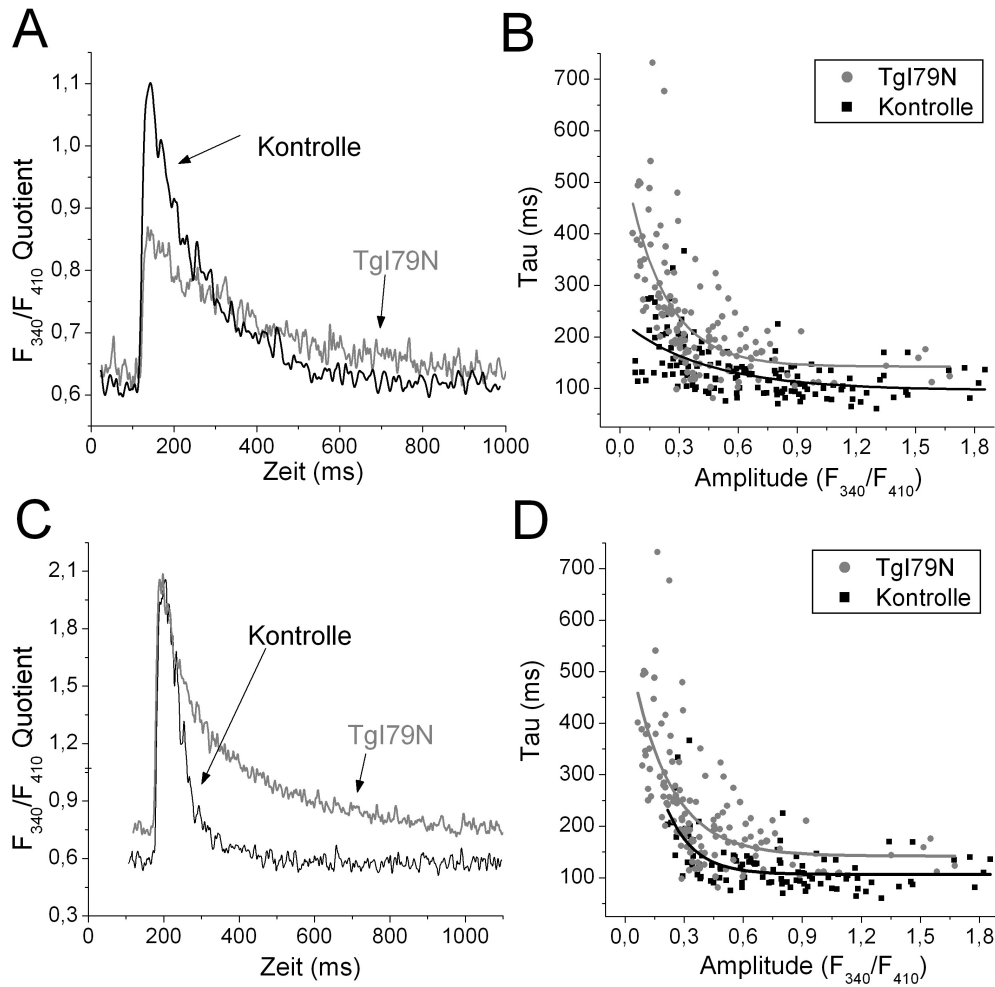 A
F340/F410 Quotient
1,1
1,0
0,9
0,8
0,7
0,6
Kontrolle
TgI79N
0 200 400 600 800 1000
Zeit (ms)
B
Tau (ms)
700
600
500
400
300
200
100
TgI79N
Kontrolle
0,0 0,3 0,6 0,9 1,2 1,5 1,8
Amplitude (F340/F410)
C
F340/F410 Quotient
2,1
1,8
1,5
1,2
0,9
0,6
0,3
Kontrolle
TgI79N
0 200 400 600 800 1000
Zeit (ms)
D
Tau (ms)
700
600
500
400
300
200
100
TgI79N
Kontrolle
0,0 0,3 0,6 0,9 1,2 1,5 1,8
Amplitude (F340/F410)